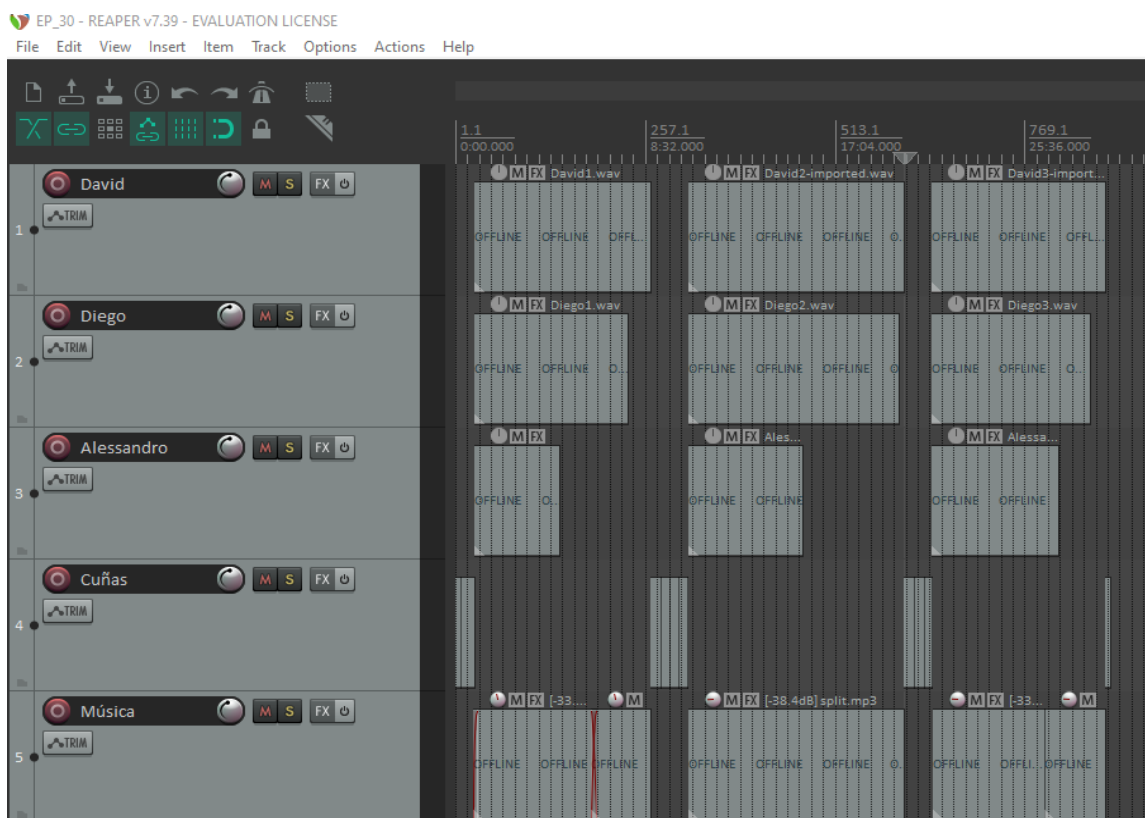 EP_30 - REAPER v7.39 - EVALUATION LICENSE
File Edit View Insert Item Track Options Actions Help
1.1 257.1 513.1 769.1
0:00.000 8:32.000 17:04.000 25:36.000
M FX David1.wav M FX David2-imported.wav M FX David3-import...
David M S FX
TRIM
1
OFFLINE OFFLINE OFFL... OFFLINE OFFLINE OFFLINE O. OFFLINE OFFLINE OFFL...
M FX Diego1.wav M FX Diego2.wav M FX Diego3.wav
Diego M S FX
TRIM
2
OFFLINE OFFLINE O... OFFLINE OFFLINE OFFLINE O OFFLINE OFFLINE O...
M FX M FX Ales... M FX Alessa...
Alessandro M S FX
TRIM
3
OFFLINE O... OFFLINE OFFLINE OFFLINE OFFLINE
Cuñas M S FX
TRIM
4
M FX [-33.... M M FX [-38.4dB] split.mp3 M FX [-33... M
Música M S FX
TRIM
5
OFFLINE OFFLINE OFFLINE OFFLINE OFFLINE OFFLINE O. OFFLINE OFFLI... OFFLINE